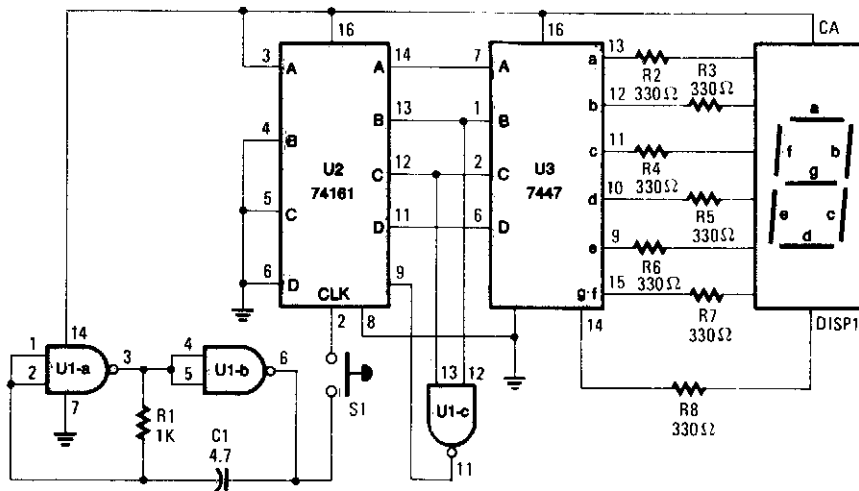 16
16
CA
3
A
A
14
7
A
a
13
R2
330Ω
R3
330Ω
B
13
1
B
b
12
4
B
U2
74161
C
12
2
C
U3
7447
c
11
R4
330Ω
5
C
D
11
6
D
d
10
R5
330Ω
6
D
9
e
9
R6
330Ω
CLK
g·f
15
R7
330Ω
2
8
14
DISP1
a
f
b
g
e
c
d
1
2
14
U1-a
3
7
4
5
U1-b
6
S1
13
12
U1-c
11
R1
1K
C1
4.7
R8
330Ω